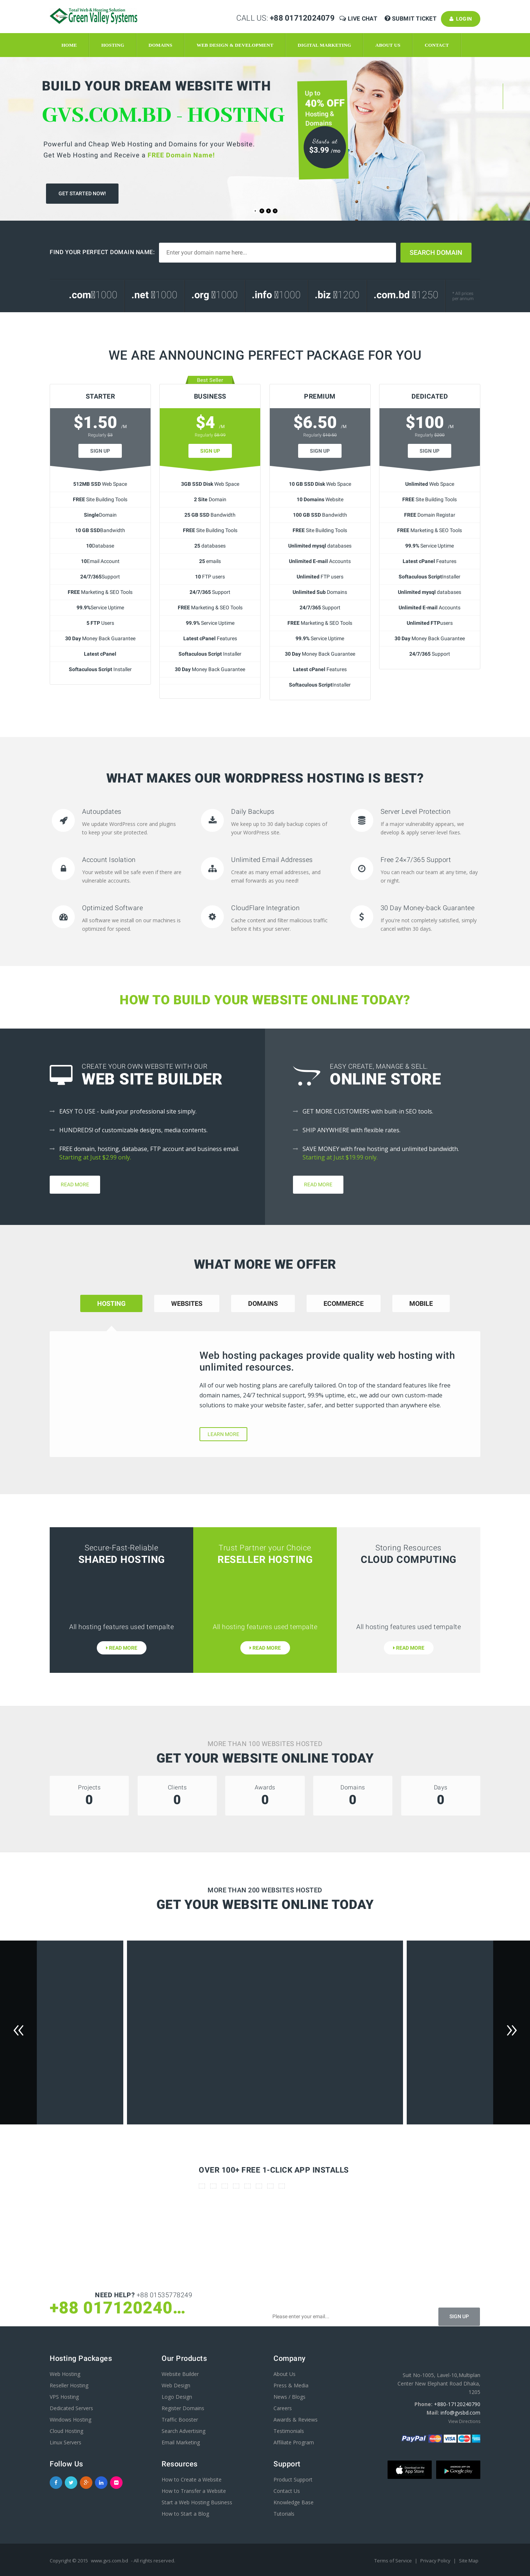 Total Web & Hosting Solution
Green Valley Systems
CALL US: +88 01712024079 LIVE CHAT SUBMIT TICKET LOGIN
HOME HOSTING DOMAINS WEB DESIGN & DEVELOPMENT DIGITAL MARKETING ABOUT US CONTACT
BUILD YOUR DREAM WEBSITE WITH
GVS.COM.BD - HOSTING
Powerful and Cheap Web Hosting and Domains for your Website.
Get Web Hosting and Receive a FREE Domain Name!
GET STARTED NOW!
Up to
40% OFF
Hosting &
Domains
Starts at
$3.99 /mo
FIND YOUR PERFECT DOMAIN NAME:
Enter your domain name here...
SEARCH DOMAIN
.com 1000 .net 1000 .org 1000 .info 1000 .biz 1200 .com.bd 1250
WE ARE ANNOUNCING PERFECT PACKAGE FOR YOU
STARTER
$1.50 /M
Regularly $3
SIGN UP
512MB SSD Web Space
FREE Site Building Tools
SingleDomain
10 GB SSDBandwidth
10Database
10Email Account
24/7/365Support
FREE Marketing & SEO Tools
99.9%Service Uptime
5 FTP Users
30 Day Money Back Guarantee
Latest cPanel
Softaculous Script Installer
Best Seller
BUSINESS
$4 /M
Regularly $6.99
SIGN UP
3GB SSD Disk Web Space
2 Site Domain
25 GB SSD Bandwidth
FREE Site Building Tools
25 databases
25 emails
10 FTP users
24/7/365 Support
FREE Marketing & SEO Tools
99.9% Service Uptime
Latest cPanel Features
Softaculous Script Installer
30 Day Money Back Guarantee
PREMIUM
$6.50 /M
Regularly $10.50
SIGN UP
10 GB SSD Disk Web Space
10 Domains Website
100 GB SSD Bandwidth
FREE Site Building Tools
Unlimited mysql databases
Unlimited E-mail Accounts
Unlimited FTP users
Unlimited Sub Domains
24/7/365 Support
FREE Marketing & SEO Tools
99.9% Service Uptime
30 Day Money Back Guarantee
Latest cPanel Features
Softaculous ScriptInstaller
DEDICATED
$100 /M
Regularly $200
SIGN UP
Unlimited Web Space
FREE Site Building Tools
FREE Domain Registar
FREE Marketing & SEO Tools
99.9% Service Uptime
Latest cPanel Features
Softaculous ScriptInstaller
Unlimited mysql databases
Unlimited E-mail Accounts
Unlimited FTPusers
30 Day Money Back Guarantee
24/7/365 Support
WHAT MAKES OUR WORDPRESS HOSTING IS BEST?
Autoupdates
We update WordPress core and plugins
to keep your site protected.
Daily Backups
We keep up to 30 daily backup copies of
your WordPress site.
Server Level Protection
If a major vulnerability appears, we
develop & apply server-level fixes.
Account Isolation
Your website will be safe even if there are
vulnerable accounts.
Unlimited Email Addresses
Create as many email addresses, and
email forwards as you need!
Free 24x7/365 Support
You can reach our team at any time, day
or night.
Optimized Software
All software we install on our machines is
optimized for speed.
CloudFlare Integration
Cache content and filter malicious traffic
before it hits your server.
30 Day Money-back Guarantee
If you're not completely satisfied, simply
cancel within 30 days.
HOW TO BUILD YOUR WEBSITE ONLINE TODAY?
CREATE YOUR OWN WEBSITE WITH OUR
WEB SITE BUILDER
EASY TO USE - build your professional site simply.
HUNDREDS! of customizable designs, media contents.
FREE domain, hosting, database, FTP account and business email.
Starting at Just $2.99 only.
READ MORE
EASY CREATE, MANAGE & SELL
ONLINE STORE
GET MORE CUSTOMERS with built-in SEO tools.
SHIP ANYWHERE with flexible rates.
SAVE MONEY with free hosting and unlimited bandwidth.
Starting at Just $19.99 only.
READ MORE
WHAT MORE WE OFFER
HOSTING WEBSITES DOMAINS ECOMMERCE MOBILE
Web hosting packages provide quality web hosting with
unlimited resources.
All of our web hosting plans are carefully tailored. On top of the standard features like free
domain names, 24/7 technical support, 99.9% uptime, etc., we add our own custom-made
solutions to make your website faster, safer, and better supported than anywhere else.
LEARN MORE
Secure-Fast-Reliable
SHARED HOSTING
All hosting features used tempalte
+ READ MORE
Trust Partner your Choice
RESELLER HOSTING
All hosting features used tempalte
+ READ MORE
Storing Resources
CLOUD COMPUTING
All hosting features used tempalte
+ READ MORE
MORE THAN 100 WEBSITES HOSTED
GET YOUR WEBSITE ONLINE TODAY
Projects Clients Awards Domains Days
0 0 0 0 0
MORE THAN 200 WEBSITES HOSTED
GET YOUR WEBSITE ONLINE TODAY
OVER 100+ FREE 1-CLICK APP INSTALLS
NEED HELP? +88 01535778249
+88 017120240...
Please enter your email...
SIGN UP
Hosting Packages
Web Hosting
Reseller Hosting
VPS Hosting
Dedicated Servers
Windows Hosting
Cloud Hosting
Linux Servers
Our Products
Website Builder
Web Design
Logo Design
Register Domains
Traffic Booster
Search Advertising
Email Marketing
Company
About Us
Press & Media
News / Blogs
Careers
Awards & Reviews
Testimonials
Affiliate Program
Suit No-1005, Lavel-10,Multiplan
Center New Elephant Road Dhaka,
1205
Phone: +880-17120240790
Mail: info@gvsbd.com
View Directions
PayPal VISA
Follow Us
Resources
How to Create a Website
How to Transfer a Website
Start a Web Hosting Business
How to Start a Blog
Support
Product Support
Contact Us
Knowledge Base
Tutorials
App Store
Google play
Copyright © 2015 www.gvs.com.bd . All rights reserved.
Terms of Service | Privacy Policy | Site Map